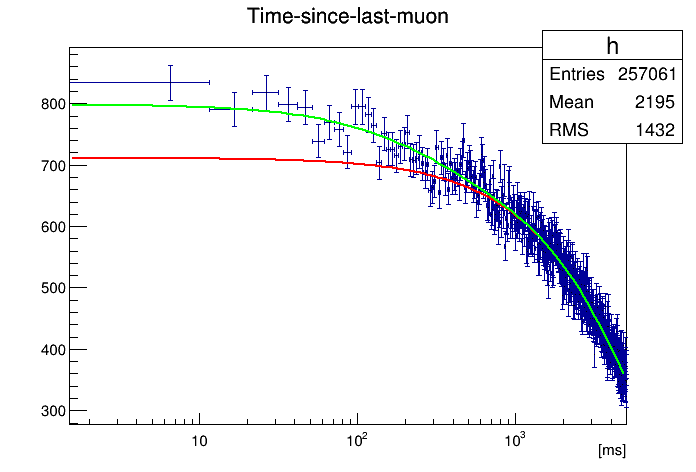 Time-since-last-muon
h
Entries 257061
Mean 2195
RMS 1432
800
700
600
500
400
300
10
10²
10³
[ms]